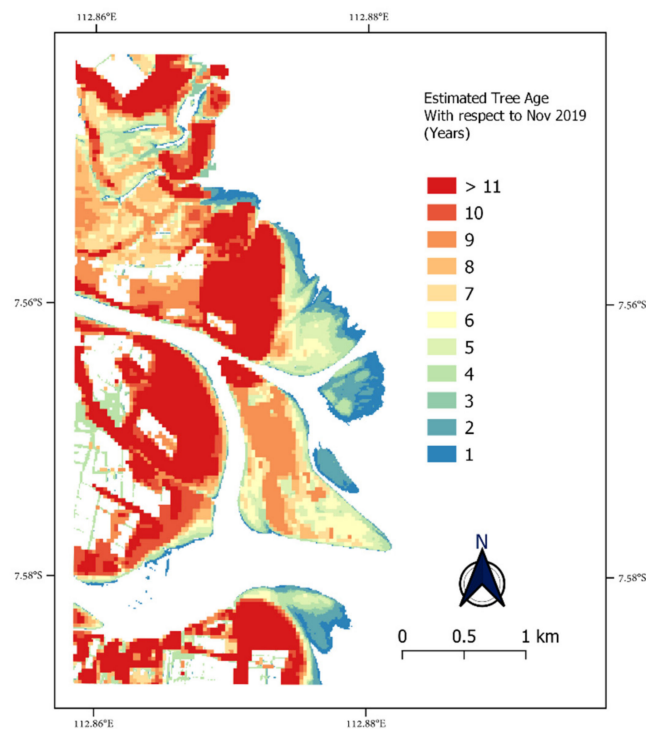 112.86°E 112.88°E
Estimated Tree Age
With respect to Nov 2019
(Years)
> 11
10
9
8
7
6
5
4
3
2
1
7.56°S 7.56°S
7.58°S 7.58°S
N
0 0.5 1 km
112.86°E 112.88°E